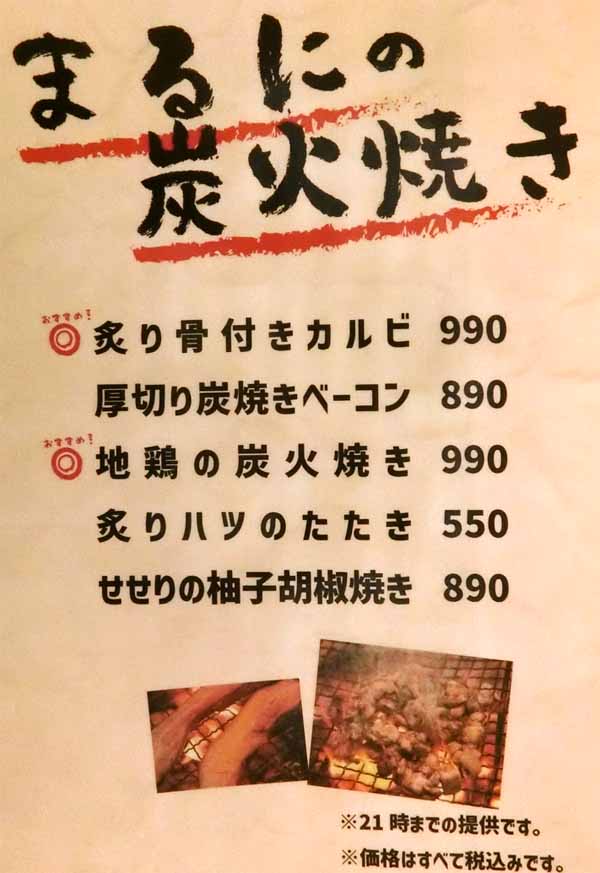 まるにの
炭火焼き
おすすめ!
炙り骨付きカルビ 990
厚切り炭焼きベーコン 890
おすすめ!
地鶏の炭火焼き 990
炙りハツのたたき 550
せせりの柚子胡椒焼き 890
※21時までの提供です。
※価格はすべて税込みです。